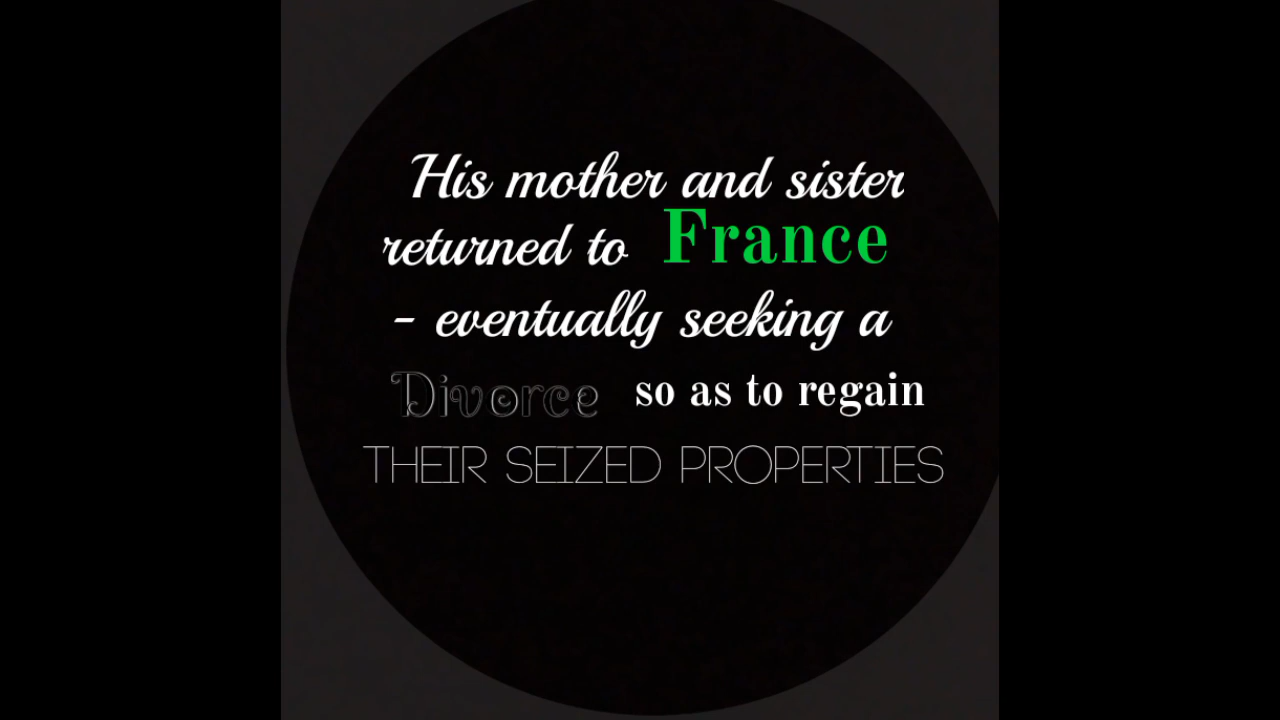 His mother and sister
returned to France
- eventually seeking a
Divorce so as to regain
THEIR SEIZED PROPERTIES